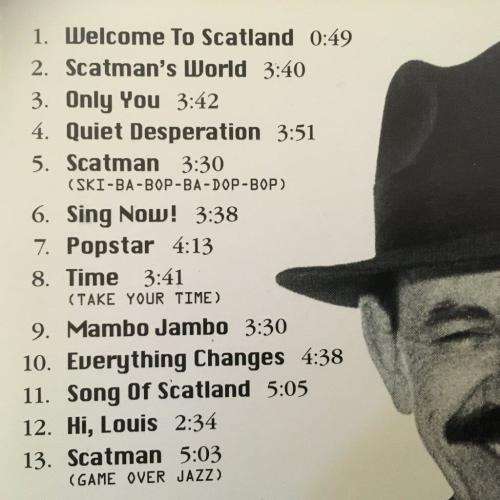 1. Welcome To Scatland 0:49
2. Scatman's World 3:40
3. Only You 3:42
4. Quiet Desperation 3:51
5. Scatman 3:30
(SKI-BA-BOP-BA-DOP-BOP)
6. Sing Now! 3:38
7. Popstar 4:13
8. Time 3:41
(TAKE YOUR TIME)
9. Mambo Jambo 3:30
10. Everything Changes 4:38
11. Song Of Scatland 5:05
12. Hi, Louis 2:34
13. Scatman 5:03
(GAME OVER JAZZ)